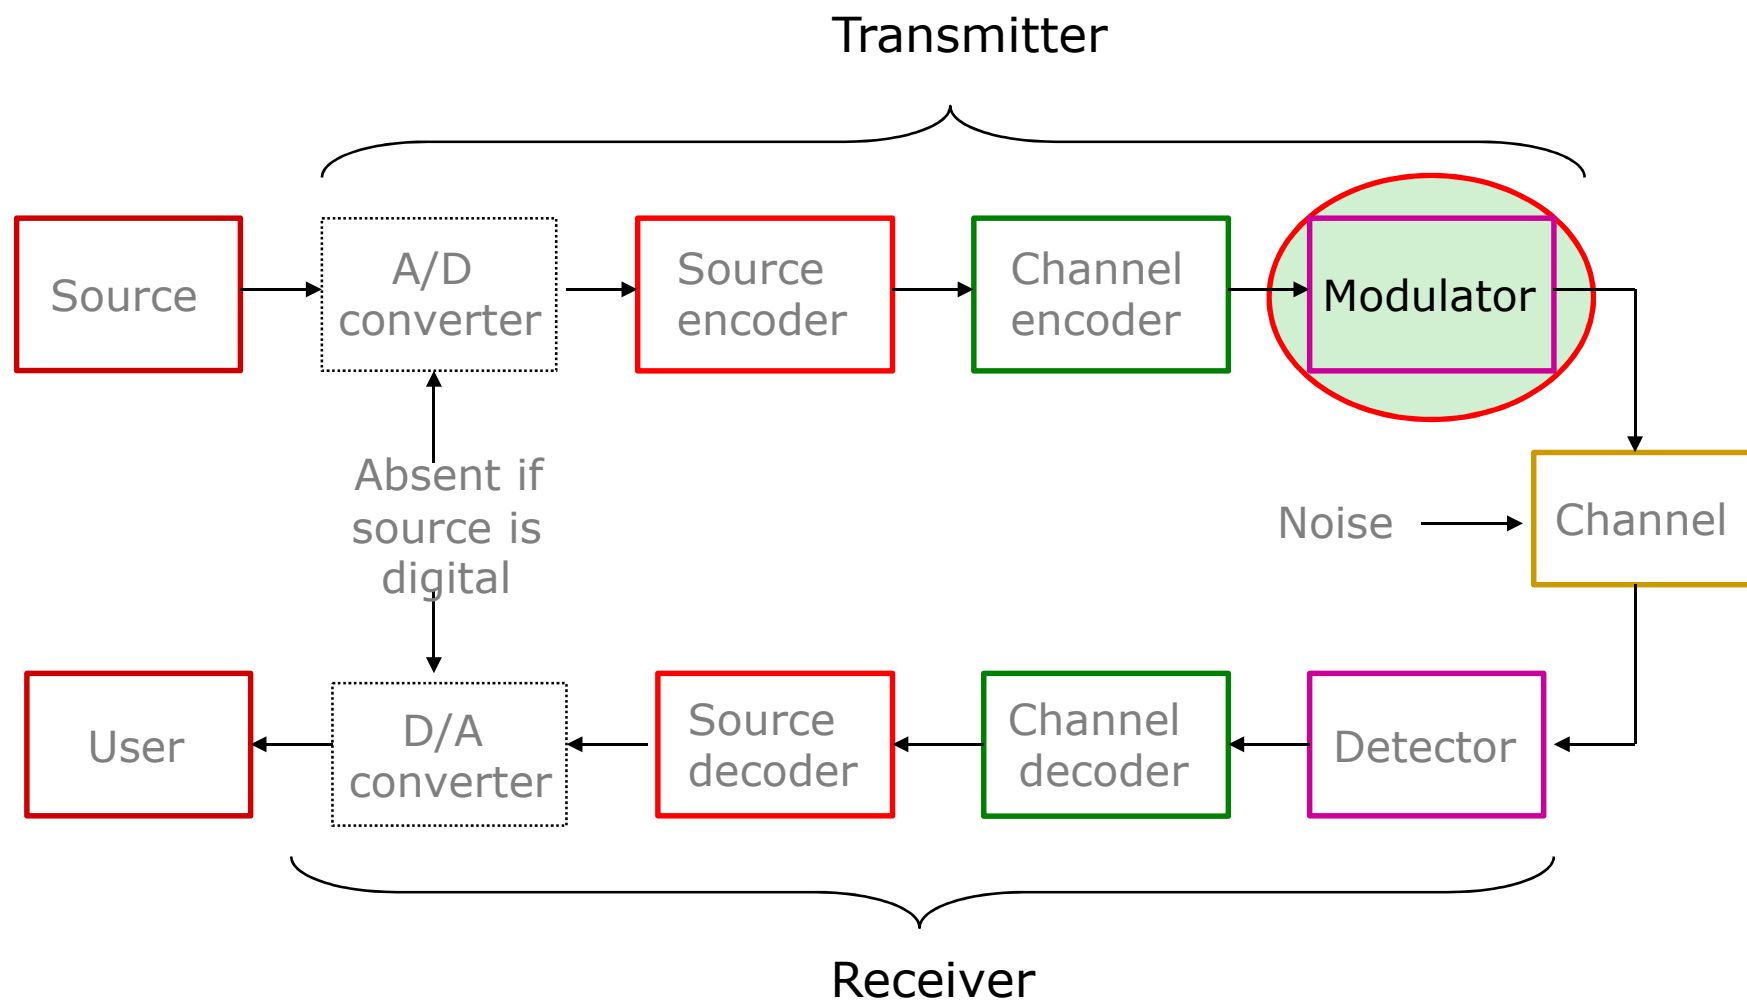 Transmitter
Source
A/D
converter
Source
encoder
Channel
encoder
Modulator
Absent if
source is
digital
Noise
Channel
User
D/A
converter
Source
decoder
Channel
decoder
Detector
Receiver